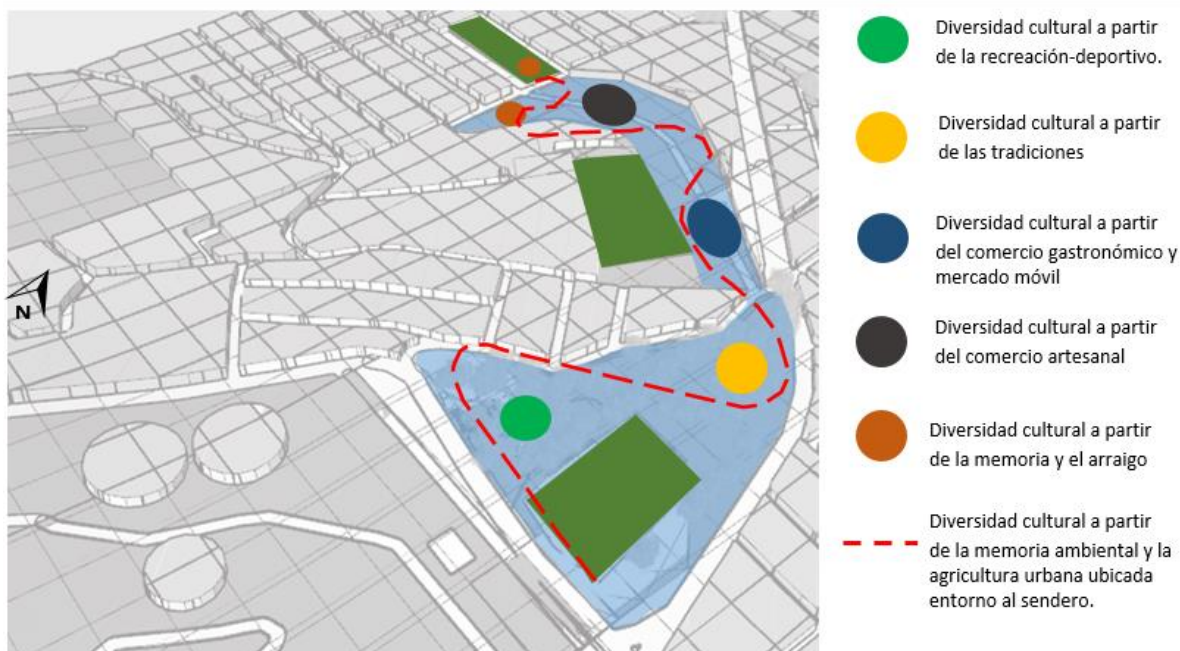 Diversidad cultural a partir
de la recreación-deportivo.
Diversidad cultural a partir
de las tradiciones
Diversidad cultural a partir
del comercio gastronómico y
mercado móvil
Diversidad cultural a partir
del comercio artesanal
Diversidad cultural a partir
de la memoria y el arraigo
Diversidad cultural a partir
de la memoria ambiental y la
agricultura urbana ubicada
entorno al sendero.
N